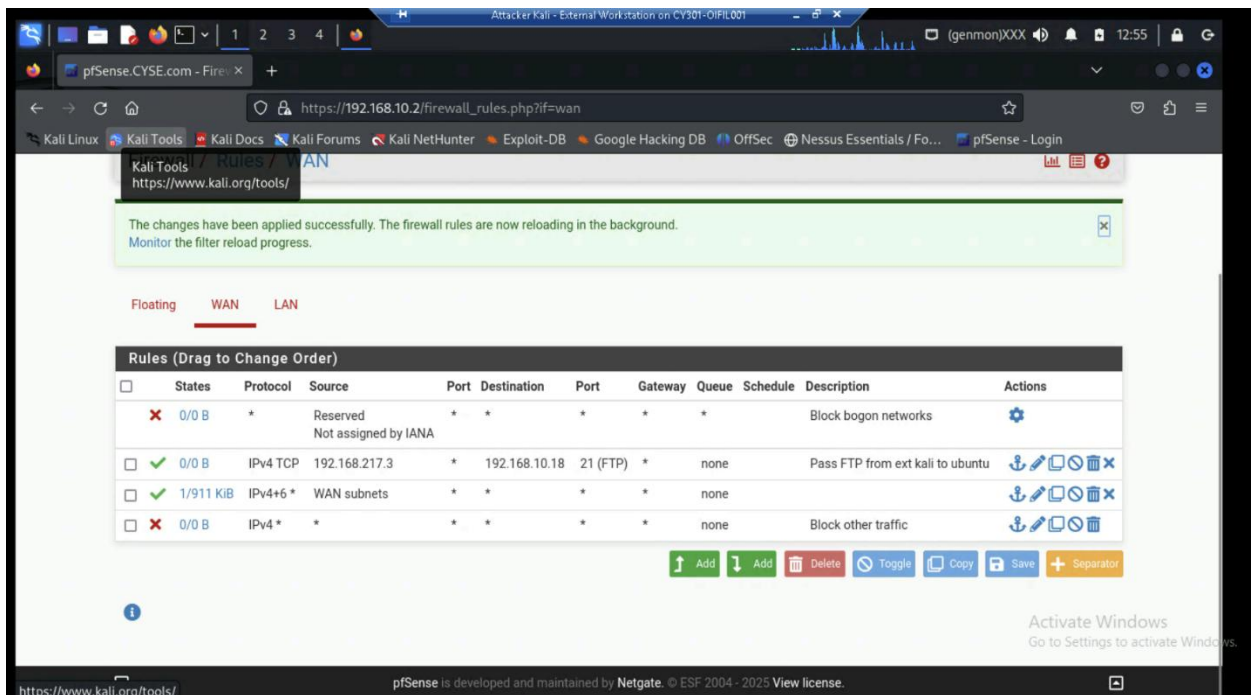 Attacker Kali - External Workstation on CY301-OIFIL001
1 2 3 4 (genmon)XXX 12:55
pfSense.CYSE.com - Fire
https://192.168.10.2/firewall_rules.php?if=wan
Kali Linux Kali Tools Kali Docs Kali Forums Kali NetHunter Exploit-DB Google Hacking DB OffSec Nessus Essentials / Fo... pfSense - Login
Firewall / Rules / WAN
Kali Tools
https://www.kali.org/tools/
The changes have been applied successfully. The firewall rules are now reloading in the background.
Monitor the filter reload progress.
Floating WAN LAN
Rules (Drag to Change Order)
States Protocol Source Port Destination Port Gateway Queue Schedule Description Actions
0/0 B * Reserved * * * * * Block bogon networks
Not assigned by IANA
0/0 B IPv4 TCP 192.168.217.3 * 192.168.10.18 21 (FTP) * none Pass FTP from ext kali to ubuntu
1/911 KiB IPv4+6 * WAN subnets * * * * none
0/0 B IPv4 * * * * * * none Block other traffic
Add Add Delete Toggle Copy Save Separator
Activate Windows
Go to Settings to activate Windows.
pfSense is developed and maintained by Netgate. © ESF 2004 - 2025 View license.
https://www.kali.org/tools/